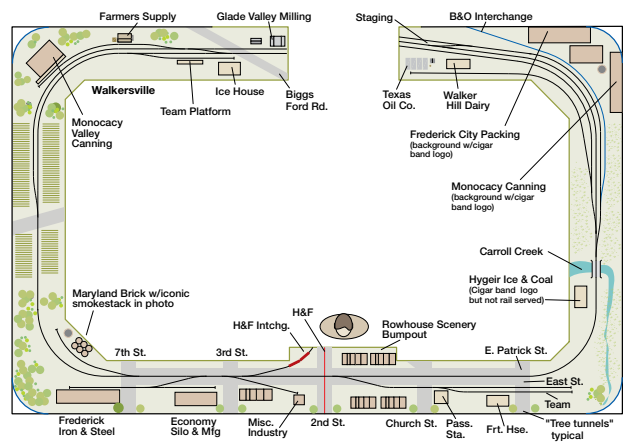 Farmers Supply
Glade Valley Milling
Staging
B&O Interchange
Walkersville
Team Platform
Ice House
Biggs
Ford Rd.
Texas
Oil Co.
Walker
Hill Dairy
Monocacy
Valley
Canning
Frederick City Packing
(background w/cigar
band logo)
Monocacy Canning
(background w/cigar
band logo)
Carroll Creek
Hygeir Ice & Coal
(Cigar band logo
but not rail served)
Maryland Brick w/iconic
smokestack in photo
H&F
H&F Intchg.
Rowhouse Scenery
Bumpout
7th St.
3rd St.
E. Patrick St.
East St.
Team
Frederick
Iron & Steel
Economy
Silo & Mfg
Misc.
Industry
2nd St.
Church St.
Pass.
Sta.
Frt. Hse.
"Tree tunnels"
typical